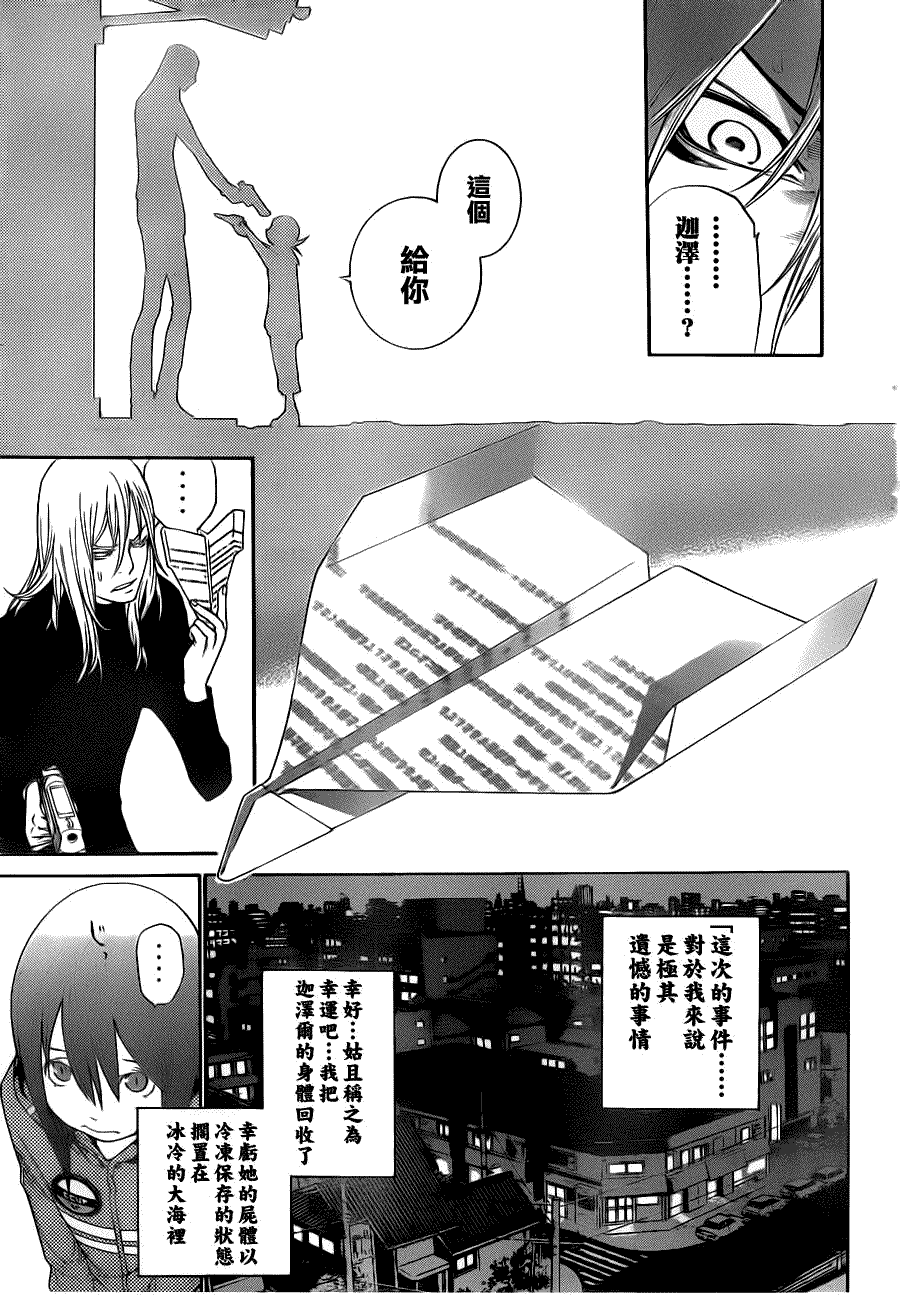 ………
迦澤……?
這個
給你
…
「這次的事件……
對於我來說
是極其
遺憾的事情
幸好…姑且稱之為
幸運吧…我把
迦澤爾的身體回收了
幸虧她的屍體以
冷凍保存的狀態
擱置在
冰冷的大海裡
…